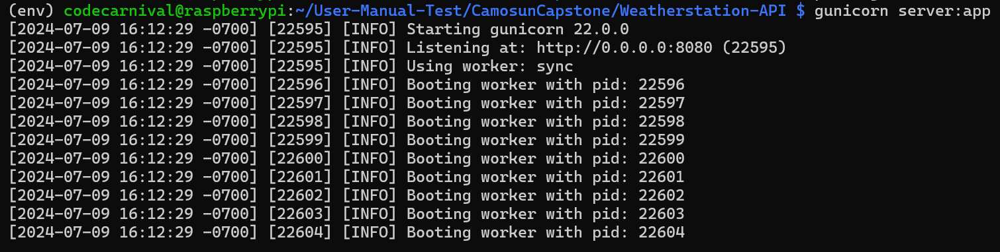 (env) codecarnival@raspberrypi:~/User-Manual-Test/CamosunCapstone/Weatherstation-API $ gunicorn server:app
[2024-07-09 16:12:29 -0700] [22595] [INFO] Starting gunicorn 22.0.0
[2024-07-09 16:12:29 -0700] [22595] [INFO] Listening at: http://0.0.0.0:8080 (22595)
[2024-07-09 16:12:29 -0700] [22595] [INFO] Using worker: sync
[2024-07-09 16:12:29 -0700] [22596] [INFO] Booting worker with pid: 22596
[2024-07-09 16:12:29 -0700] [22597] [INFO] Booting worker with pid: 22597
[2024-07-09 16:12:29 -0700] [22598] [INFO] Booting worker with pid: 22598
[2024-07-09 16:12:29 -0700] [22599] [INFO] Booting worker with pid: 22599
[2024-07-09 16:12:29 -0700] [22600] [INFO] Booting worker with pid: 22600
[2024-07-09 16:12:29 -0700] [22601] [INFO] Booting worker with pid: 22601
[2024-07-09 16:12:29 -0700] [22602] [INFO] Booting worker with pid: 22602
[2024-07-09 16:12:29 -0700] [22603] [INFO] Booting worker with pid: 22603
[2024-07-09 16:12:29 -0700] [22604] [INFO] Booting worker with pid: 22604